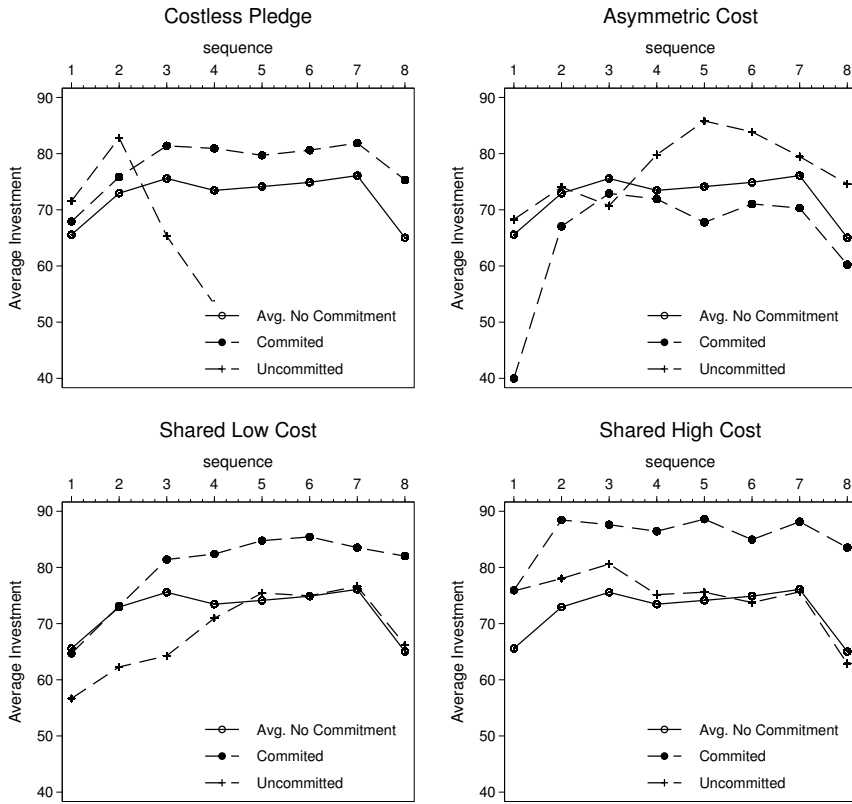 Costless Pledge
sequence
1 2 3 4 5 6 7 8
90
80
70
60
50
40
Average Investment
Avg. No Commitment
Commited
Uncommitted
Asymmetric Cost
sequence
1 2 3 4 5 6 7 8
90
80
70
60
50
40
Average Investment
Avg. No Commitment
Commited
Uncommitted
Shared Low Cost
sequence
1 2 3 4 5 6 7 8
90
80
70
60
50
40
Average Investment
Avg. No Commitment
Commited
Uncommitted
Shared High Cost
sequence
1 2 3 4 5 6 7 8
90
80
70
60
50
40
Average Investment
Avg. No Commitment
Commited
Uncommitted